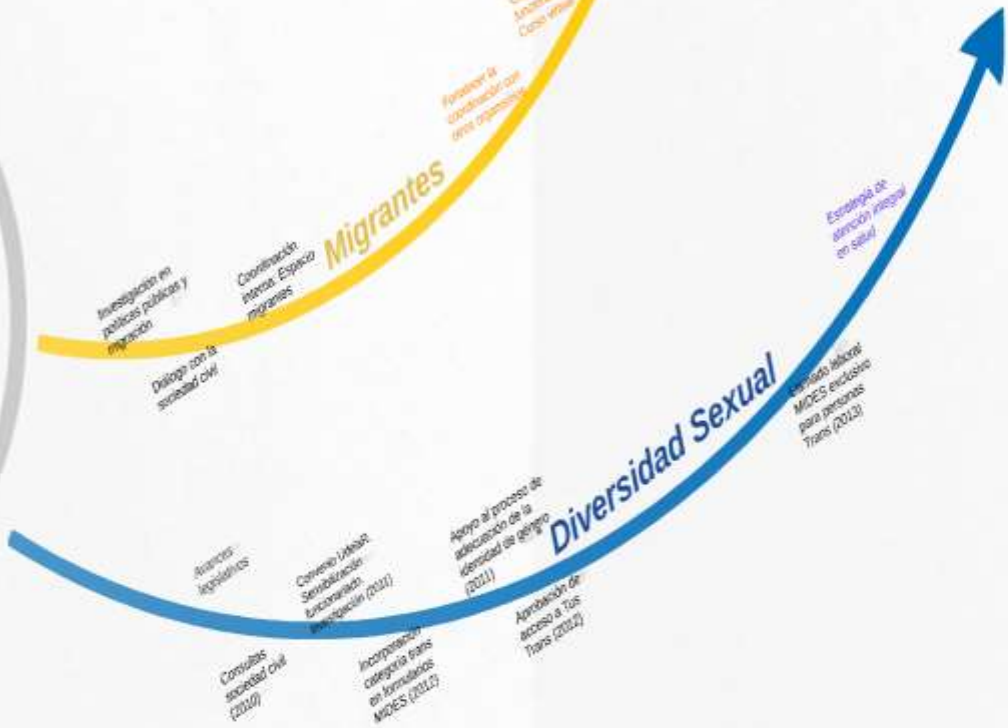 Curso virtual
Fortalecer la
coordinación con
otros organismos
Migrantes
Coordinación
interna: Espacio
migrantes
Investigación en
políticas públicas y
migración
Diálogo con la
sociedad civil
Estrategia de
atención integral
en salud
Llamado laboral
MIDES exclusivo
para personas
Trans (2013)
Diversidad Sexual
Apoyo al proceso de
adecuación de la
identidad de género
(2011)
Aprobación de
acceso a Tus
Trans (2012)
Convenio UdelaR.
Sensibilización
funcionariado.
Investigación (2011)
Incorporación
categoría trans
en formularios
MIDES (2012)
Avances
legislativos
Consultas
sociedad civil
(2010)